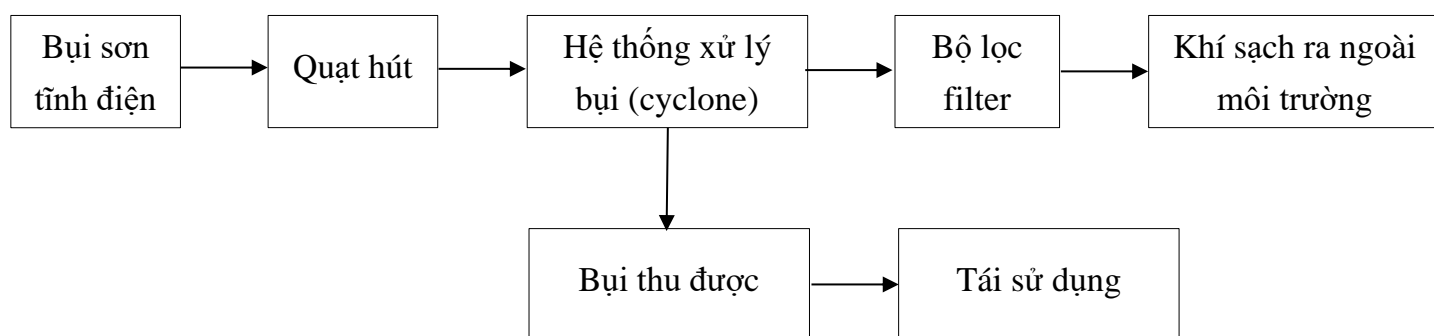 Bụi sơn
tĩnh điện
Quạt hút
Hệ thống xử lý
bụi (cyclone)
Bộ lọc
filter
Khí sạch ra ngoài
môi trường
Bụi thu được
Tái sử dụng